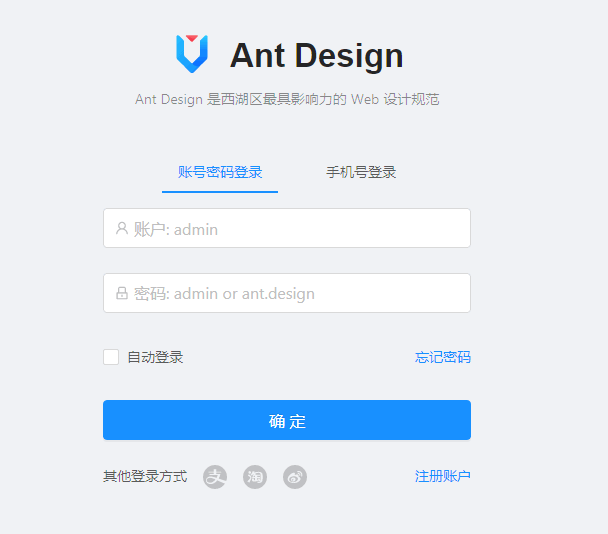 Ant Design
Ant Design 是西湖区最具影响力的 Web 设计规范
账号密码登录 手机号登录
账户: admin
密码: admin or ant.design
自动登录 忘记密码
确 定
其他登录方式 支 淘 注册账户